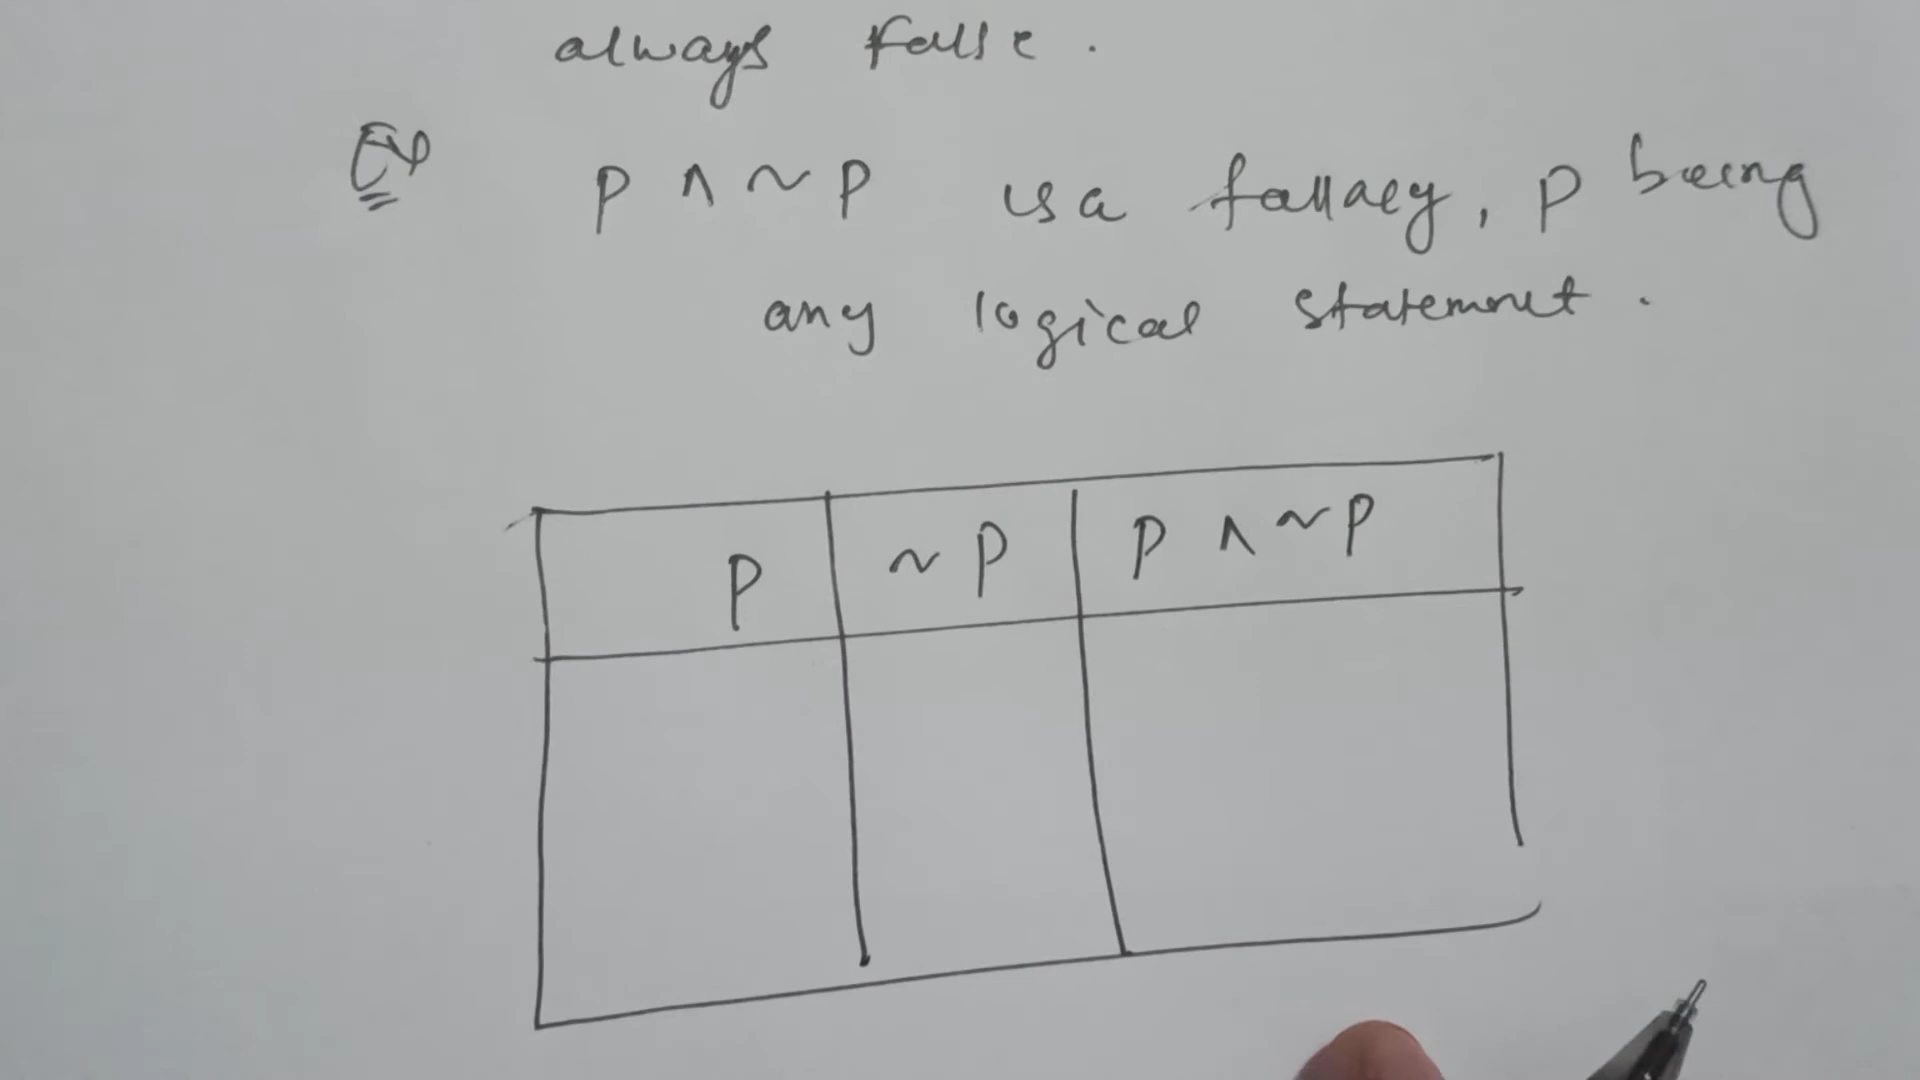 always false.
Ex p ∧ ~ p is a fallacy, p being
any logical statement.
p ~ p p ∧ ~ p